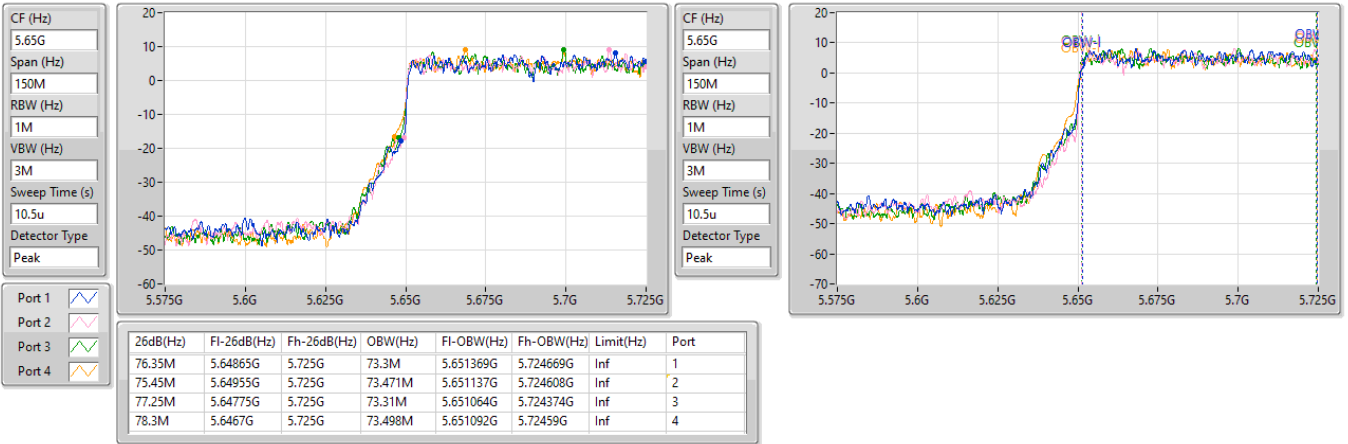 CF (Hz)
5.65G
Span (Hz)
150M
RBW (Hz)
1M
VBW (Hz)
3M
Sweep Time (s)
10.5u
Detector Type
Peak
20
10
0
-10
-20
-30
-40
-50
-60
5.575G 5.6G 5.625G 5.65G 5.675G 5.7G 5.725G
CF (Hz)
5.65G
Span (Hz)
150M
RBW (Hz)
1M
VBW (Hz)
3M
Sweep Time (s)
10.5u
Detector Type
Peak
20
10
0
-10
-20
-30
-40
-50
-60
-70
OBW-l
OBV
OBV
5.575G 5.6G 5.625G 5.65G 5.675G 5.7G 5.725G
Port 1
Port 2
Port 3
Port 4
26dB(Hz) Fl-26dB(Hz) Fh-26dB(Hz) OBW(Hz) Fl-OBW(Hz) Fh-OBW(Hz) Limit(Hz) Port
76.35M 5.64865G 5.725G 73.3M 5.651369G 5.724669G Inf 1
75.45M 5.64955G 5.725G 73.471M 5.651137G 5.724608G Inf 2
77.25M 5.64775G 5.725G 73.31M 5.651064G 5.724374G Inf 3
78.3M 5.6467G 5.725G 73.498M 5.651092G 5.72459G Inf 4